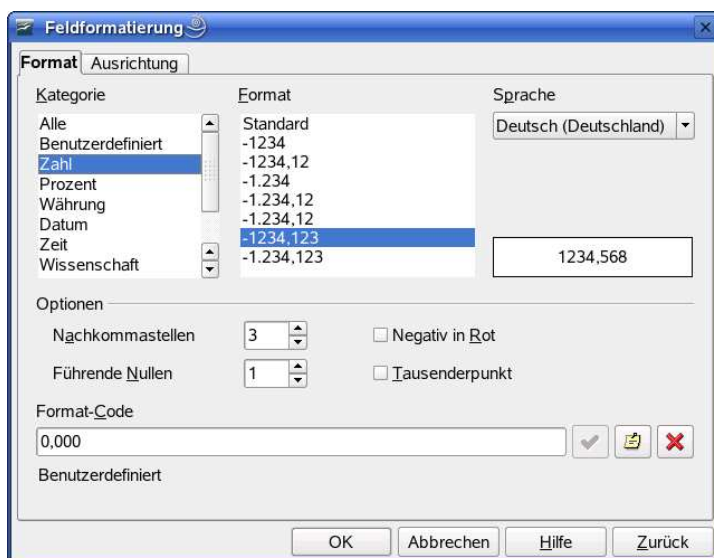 Feldformatierung
Format Ausrichtung
Kategorie
Alle
Benutzerdefiniert
Zahl
Prozent
Währung
Datum
Zeit
Wissenschaft
Format
Standard
-1234
-1234,12
-1.234
-1.234,12
-1.234,12
-1234,123
-1.234,123
Sprache
Deutsch (Deutschland)
1234,568
Optionen
Nachkommastellen 3 Negativ in Rot
Führende Nullen 1 Tausenderpunkt
Format-Code
0,000
Benutzerdefiniert
OK Abbrechen Hilfe Zurück